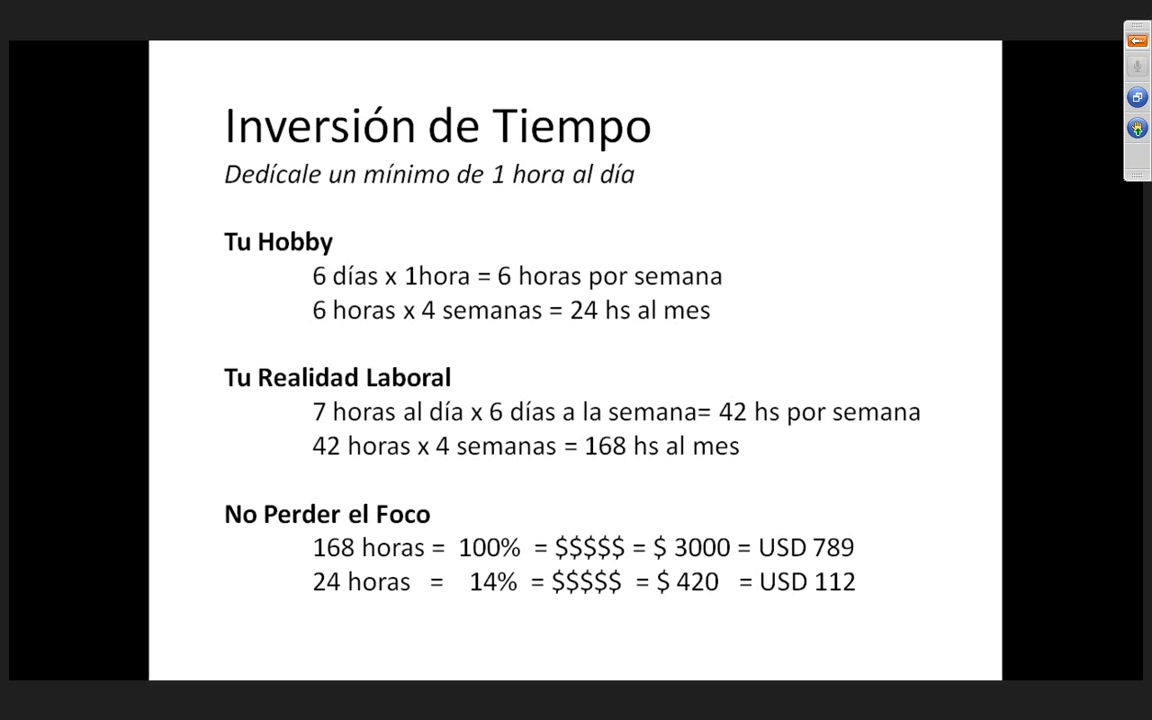 Inversión de Tiempo
Dedícale un mínimo de 1 hora al día
Tu Hobby
6 días x 1hora = 6 horas por semana
6 horas x 4 semanas = 24 hs al mes
Tu Realidad Laboral
7 horas al día x 6 días a la semana= 42 hs por semana
42 horas x 4 semanas = 168 hs al mes
No Perder el Foco
168 horas = 100% = $$$$$ = $ 3000 = USD 789
24 horas = 14% = $$$$$ = $ 420 = USD 112